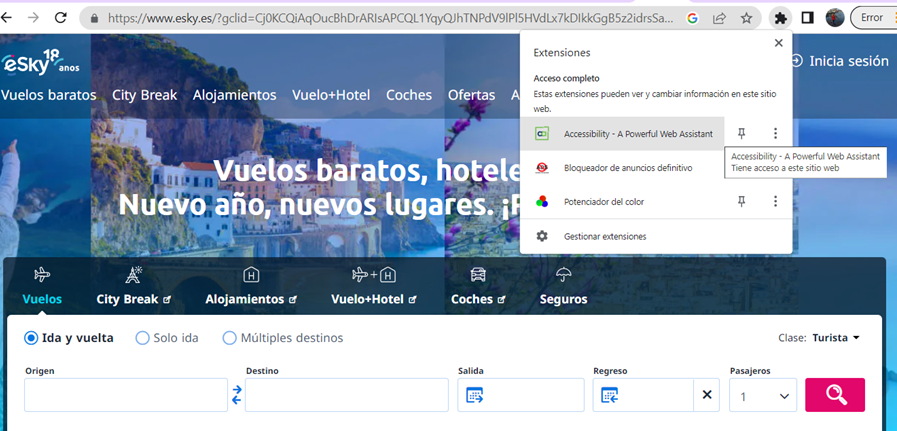 https://www.esky.es/?gclid=Cj0KCQiAqOucBhDrARIsAPCQL1YqyQJhTNPdV9IPl5HVdLx7kDIkkGgB5z2idrsSa...
Error
eSky 18 anos
Inicia sesión
Vuelos baratos City Break Alojamientos Vuelo+Hotel Coches Ofertas A
Extensiones
Acceso completo
Estas extensiones pueden ver y cambiar información en este sitio
web.
Accessibility - A Powerful Web Assistant
Accessibility - A Powerful Web Assistant
Tiene acceso a este sitio web
Bloqueador de anuncios definitivo
Potenciador del color
Gestionar extensiones
Vuelos baratos, hotele
Nuevo año, nuevos lugares. ¡
Vuelos City Break Alojamientos Vuelo+Hotel Coches Seguros
Ida y vuelta Solo ida Múltiples destinos Clase: Turista
Origen Destino Salida Regreso Pasajeros
1